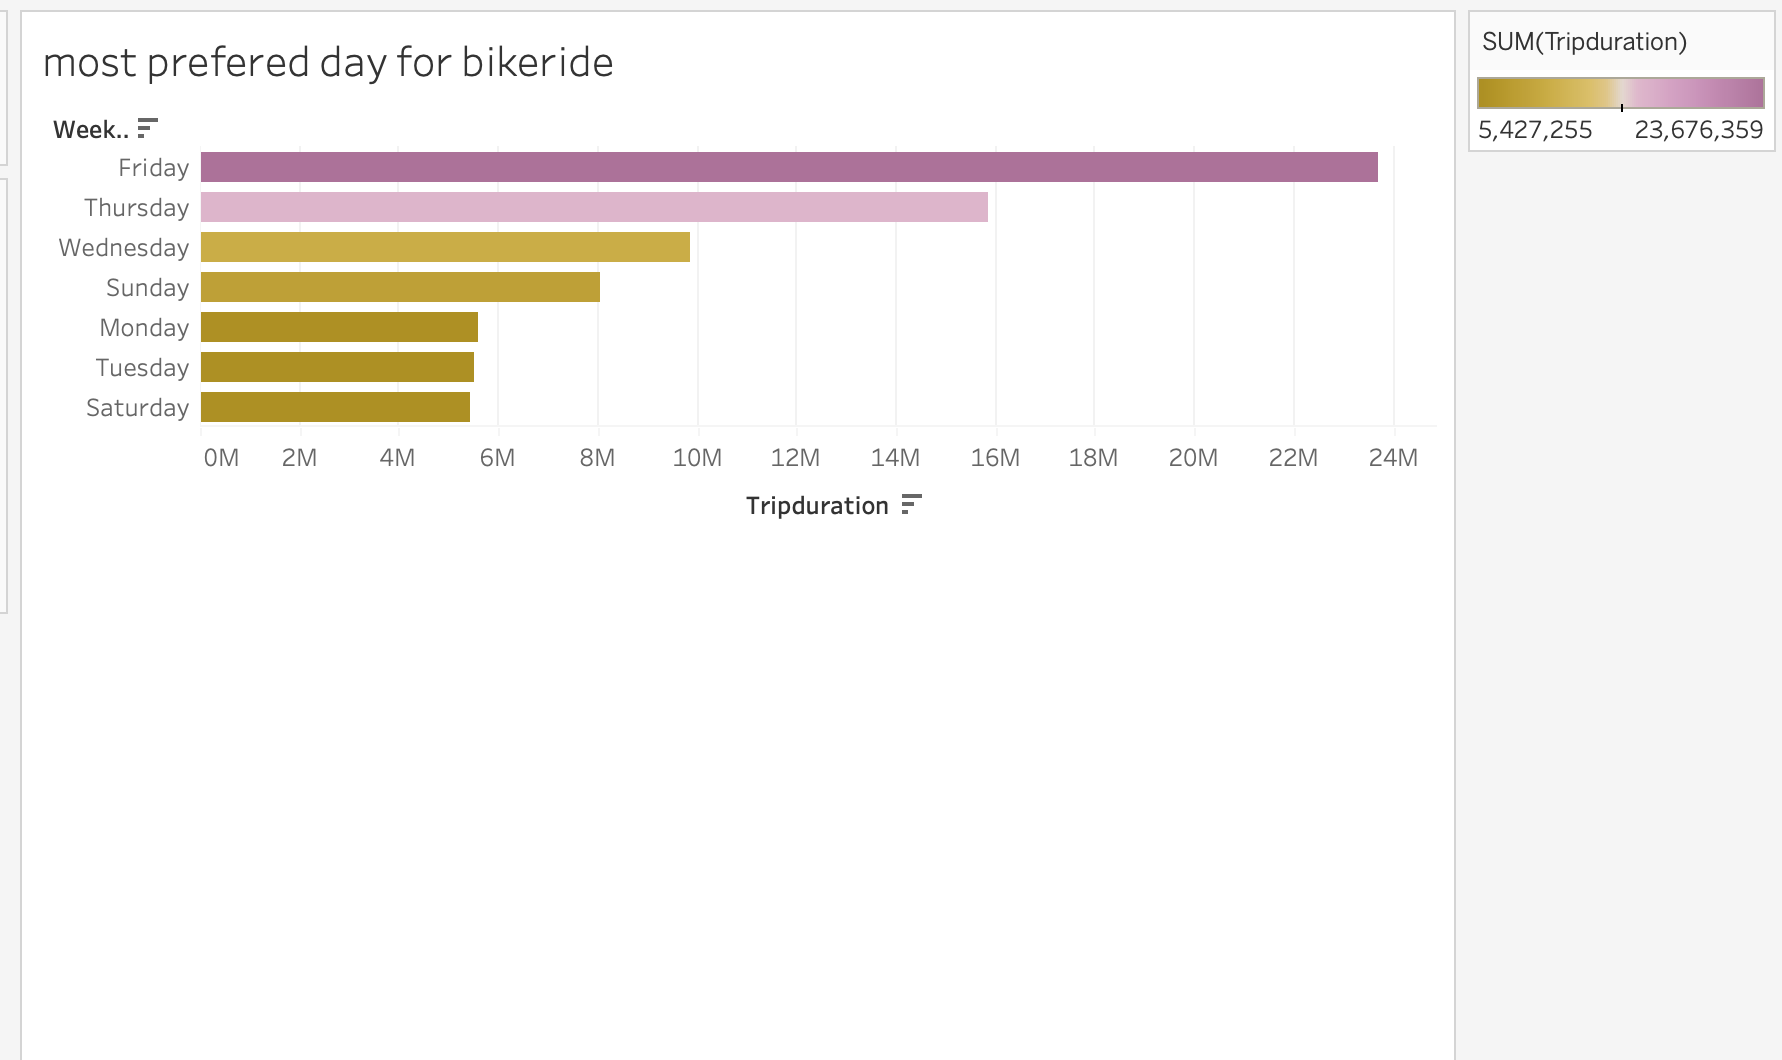 most prefered day for bikeride
Week..
Friday
Thursday
Wednesday
Sunday
Monday
Tuesday
Saturday
0M 2M 4M 6M 8M 10M 12M 14M 16M 18M 20M 22M 24M
Tripduration
SUM(Tripduration)
5,427,255 23,676,359